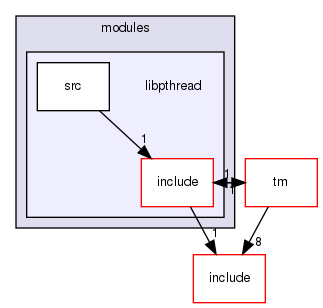 modules
src
libpthread
1
include
1
1
tm
1
8
include